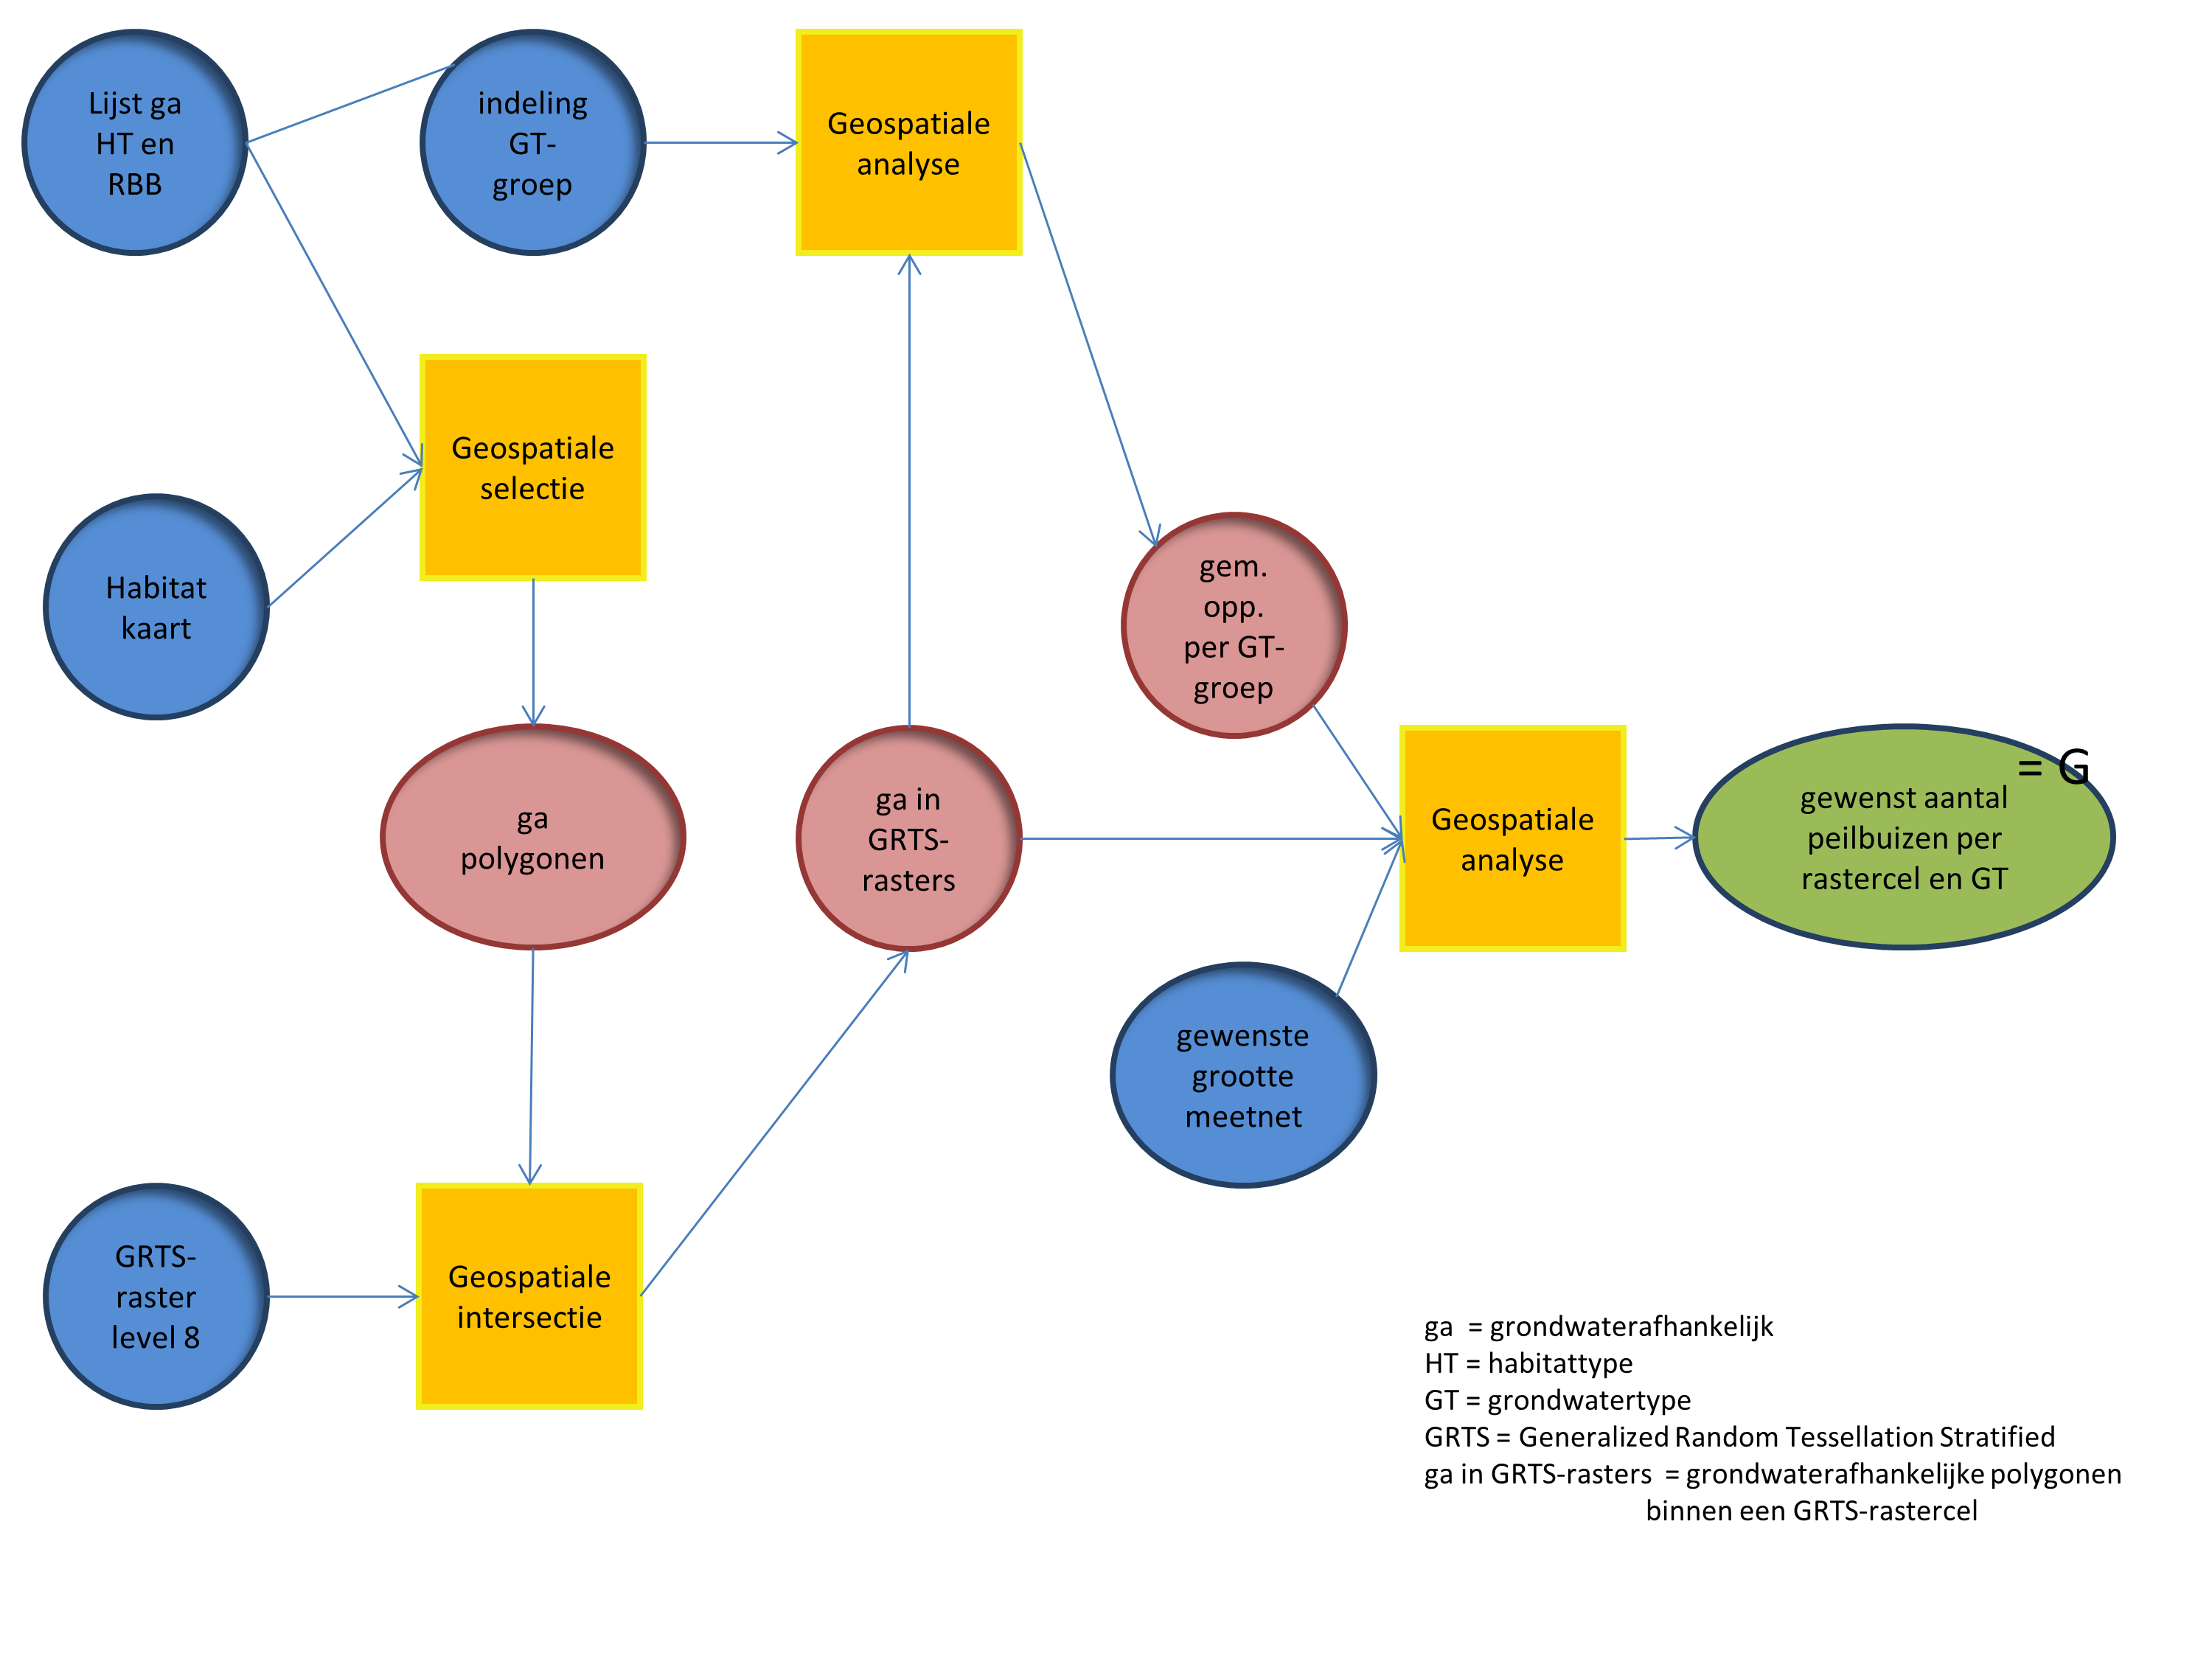 Lijst ga
HT en
RBB
indeling
GT-
groep
Geospatiale
analyse
Geospatiale
selectie
Habitat
kaart
gem.
opp.
per GT-
groep
ga
polygonen
ga in
GRTS-
rasters
Geospatiale
analyse
= G
gewenst aantal
peilbuizen per
rastercel en GT
gewenste
grootte
meetnet
GRTS-
raster
level 8
Geospatiale
intersectie
ga = grondwaterafhankelijk
HT = habitattype
GT = grondwatertype
GRTS = Generalized Random Tessellation Stratified
ga in GRTS-rasters = grondwaterafhankelijke polygonen
binnen een GRTS-rastercel